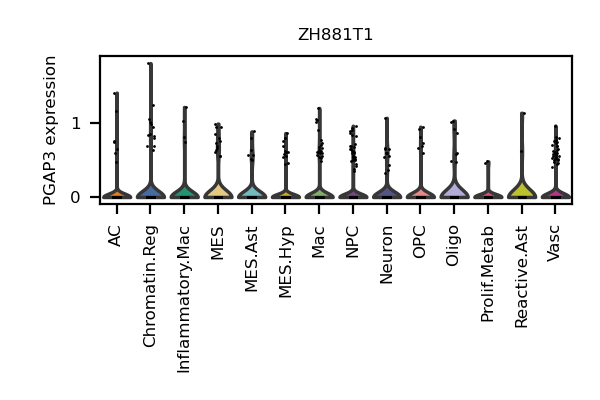 ZH881T1
PGAP3 expression
1
0
AC
Chromatin.Reg
Inflammatory.Mac
MES
MES.Ast
MES.Hyp
Mac
NPC
Neuron
OPC
Oligo
Prolif.Metab
Reactive.Ast
Vasc